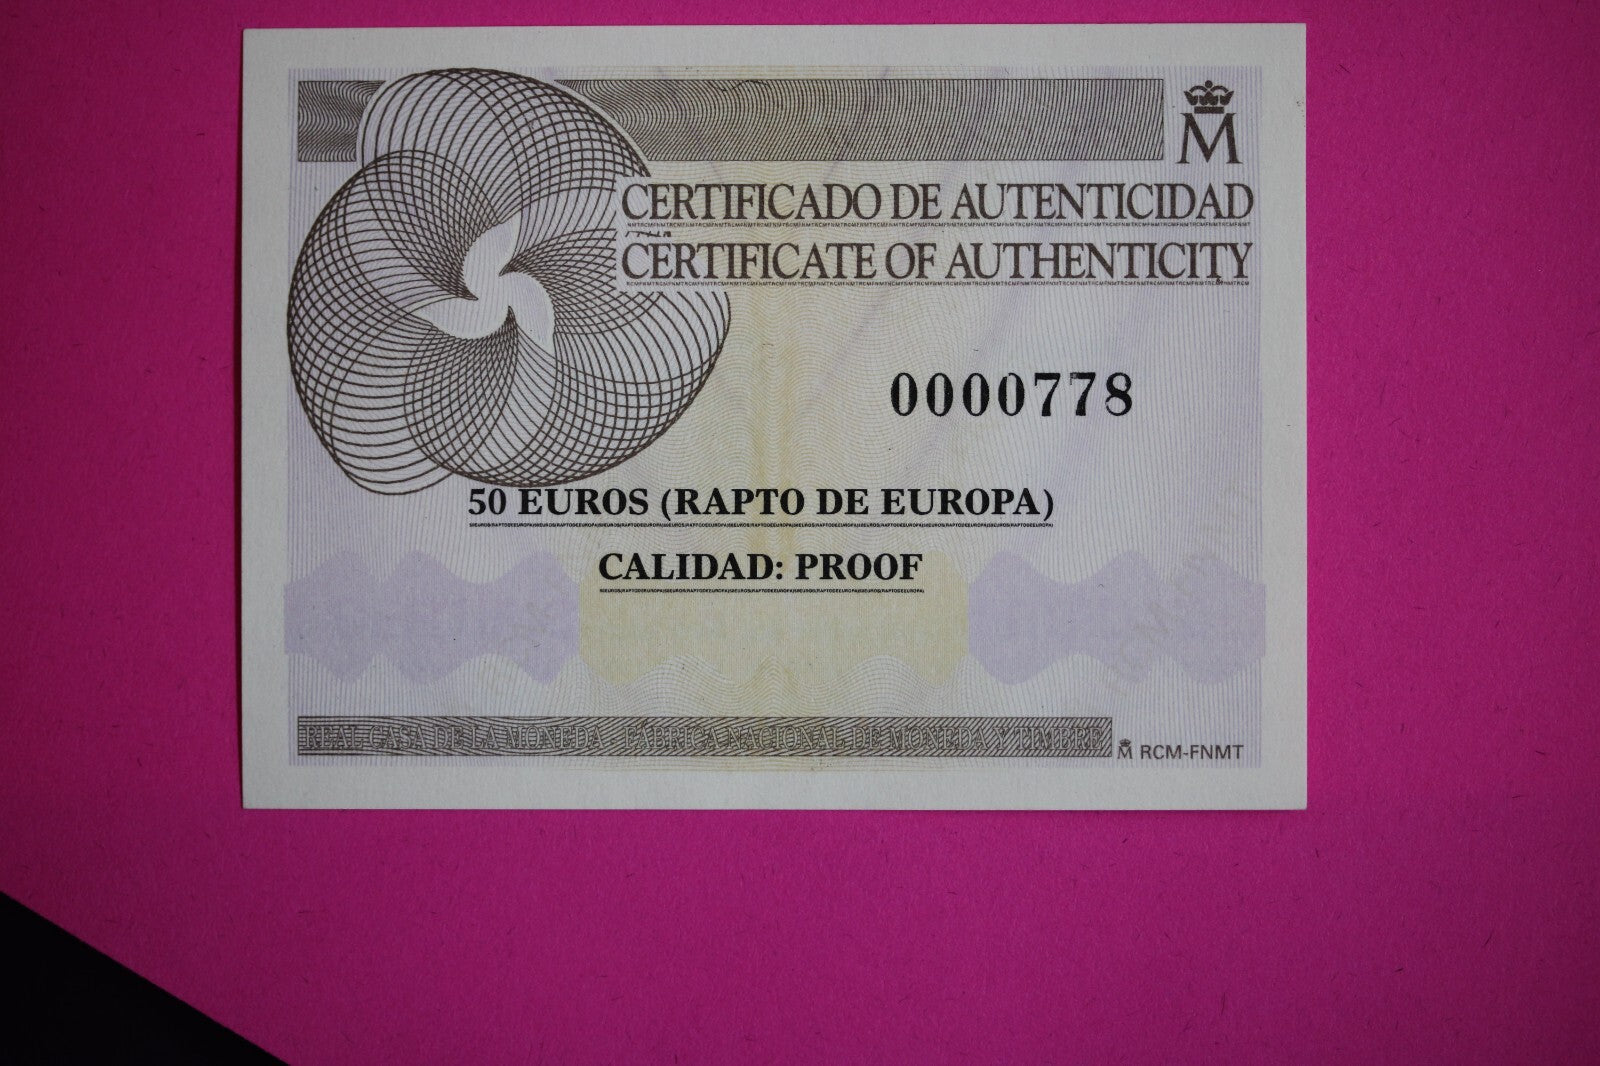 M
CERTIFICADO DE AUTENTICIDAD
CERTIFICATE OF AUTHENTICITY
0000778
50 EUROS (RAPTO DE EUROPA)
CALIDAD: PROOF
REAL CASA DE LA MONEDA . FÁBRICA NACIONAL DE MONEDA Y TIMBRE
M RCM-FNMT